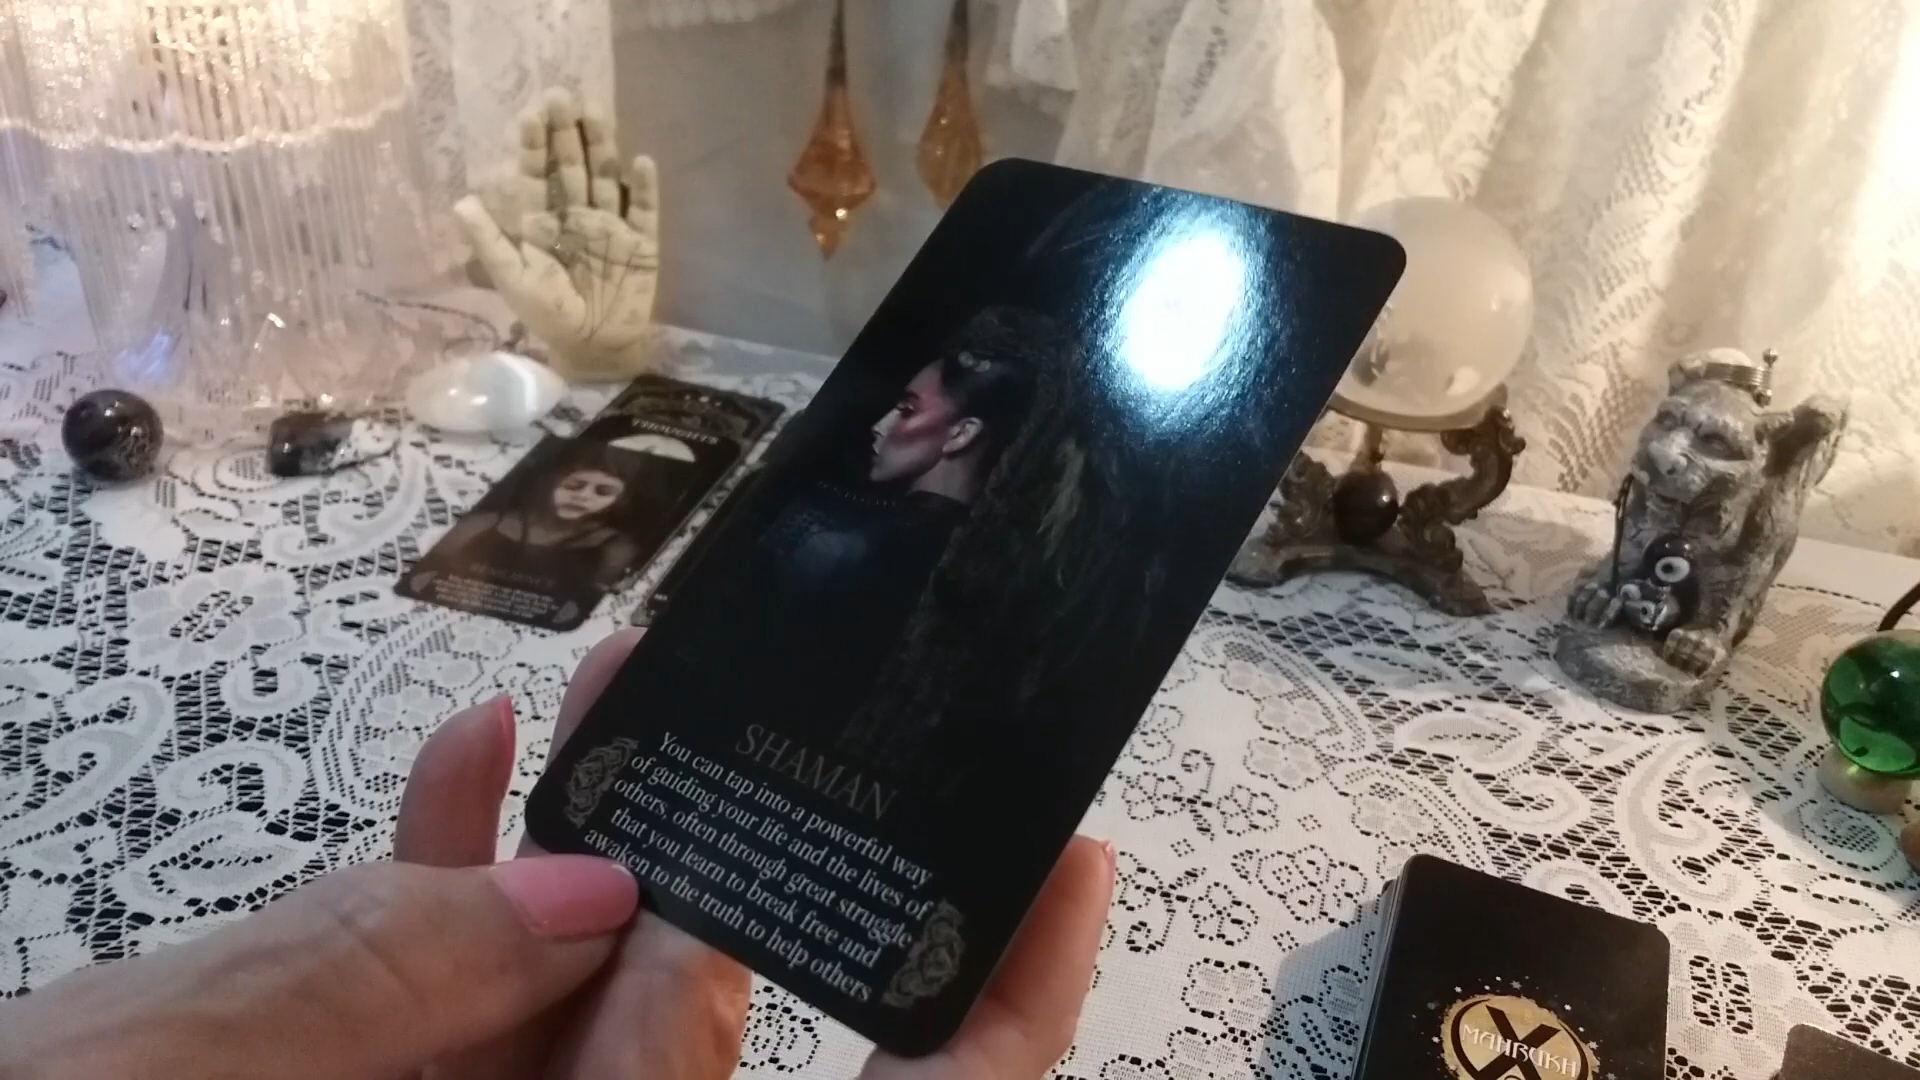 THOUGHTS
SHAMAN
You can tap into a powerful way
of guiding your life and the lives of
others, often through great struggle
that you learn to break free and
awaken to the truth to help others
MAHRUKH